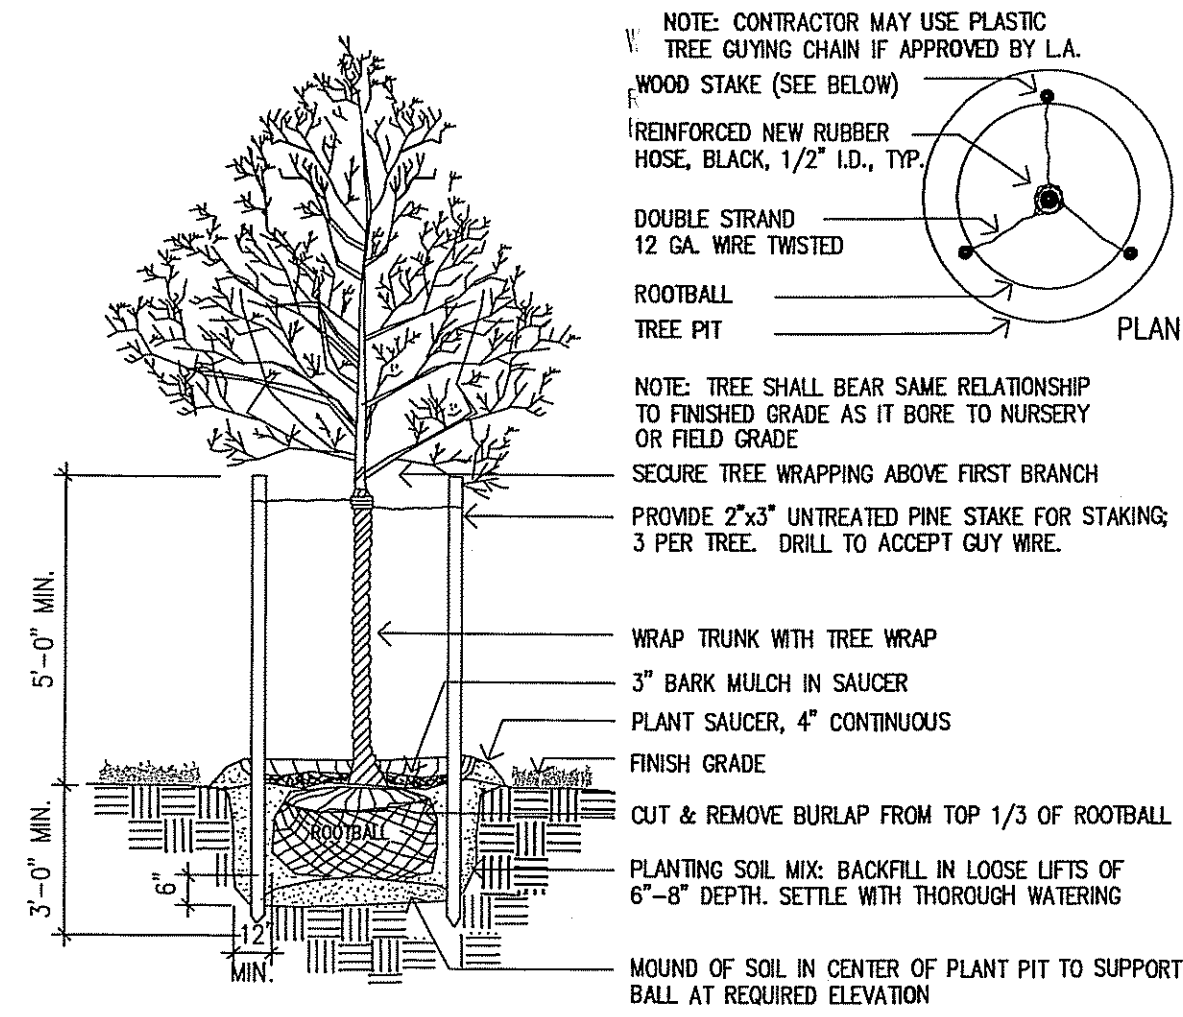 NOTE: CONTRACTOR MAY USE PLASTIC
TREE GUYING CHAIN IF APPROVED BY L.A.
WOOD STAKE (SEE BELOW)
REINFORCED NEW RUBBER
HOSE, BLACK, 1/2" I.D., TYP.
DOUBLE STRAND
12 GA. WIRE TWISTED
ROOTBALL
TREE PIT
PLAN
NOTE: TREE SHALL BEAR SAME RELATIONSHIP
TO FINISHED GRADE AS IT BORE TO NURSERY
OR FIELD GRADE
SECURE TREE WRAPPING ABOVE FIRST BRANCH
PROVIDE 2"x3" UNTREATED PINE STAKE FOR STAKING;
3 PER TREE. DRILL TO ACCEPT GUY WIRE.
WRAP TRUNK WITH TREE WRAP
3" BARK MULCH IN SAUCER
PLANT SAUCER, 4" CONTINUOUS
FINISH GRADE
CUT & REMOVE BURLAP FROM TOP 1/3 OF ROOTBALL
PLANTING SOIL MIX: BACKFILL IN LOOSE LIFTS OF
6"-8" DEPTH. SETTLE WITH THOROUGH WATERING
MOUND OF SOIL IN CENTER OF PLANT PIT TO SUPPORT
BALL AT REQUIRED ELEVATION
5'-0" MIN.
3'-0" MIN.
6"
12"
MIN.
ROOTBALL